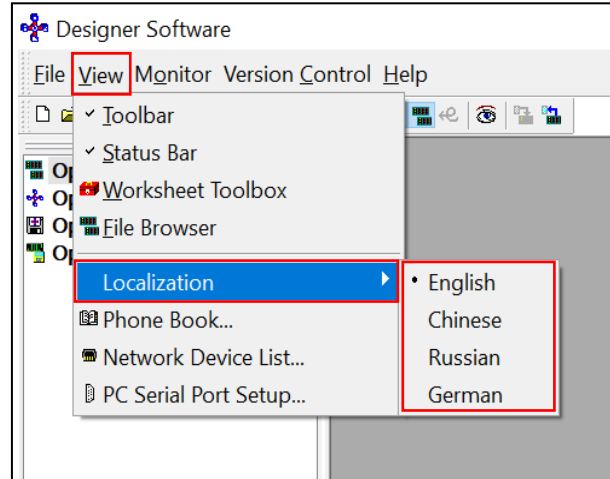 Designer Software
File View Monitor Version Control Help
Toolbar
Status Bar
Worksheet Toolbox
File Browser
Localization
Phone Book...
Network Device List...
PC Serial Port Setup...
English
Chinese
Russian
German